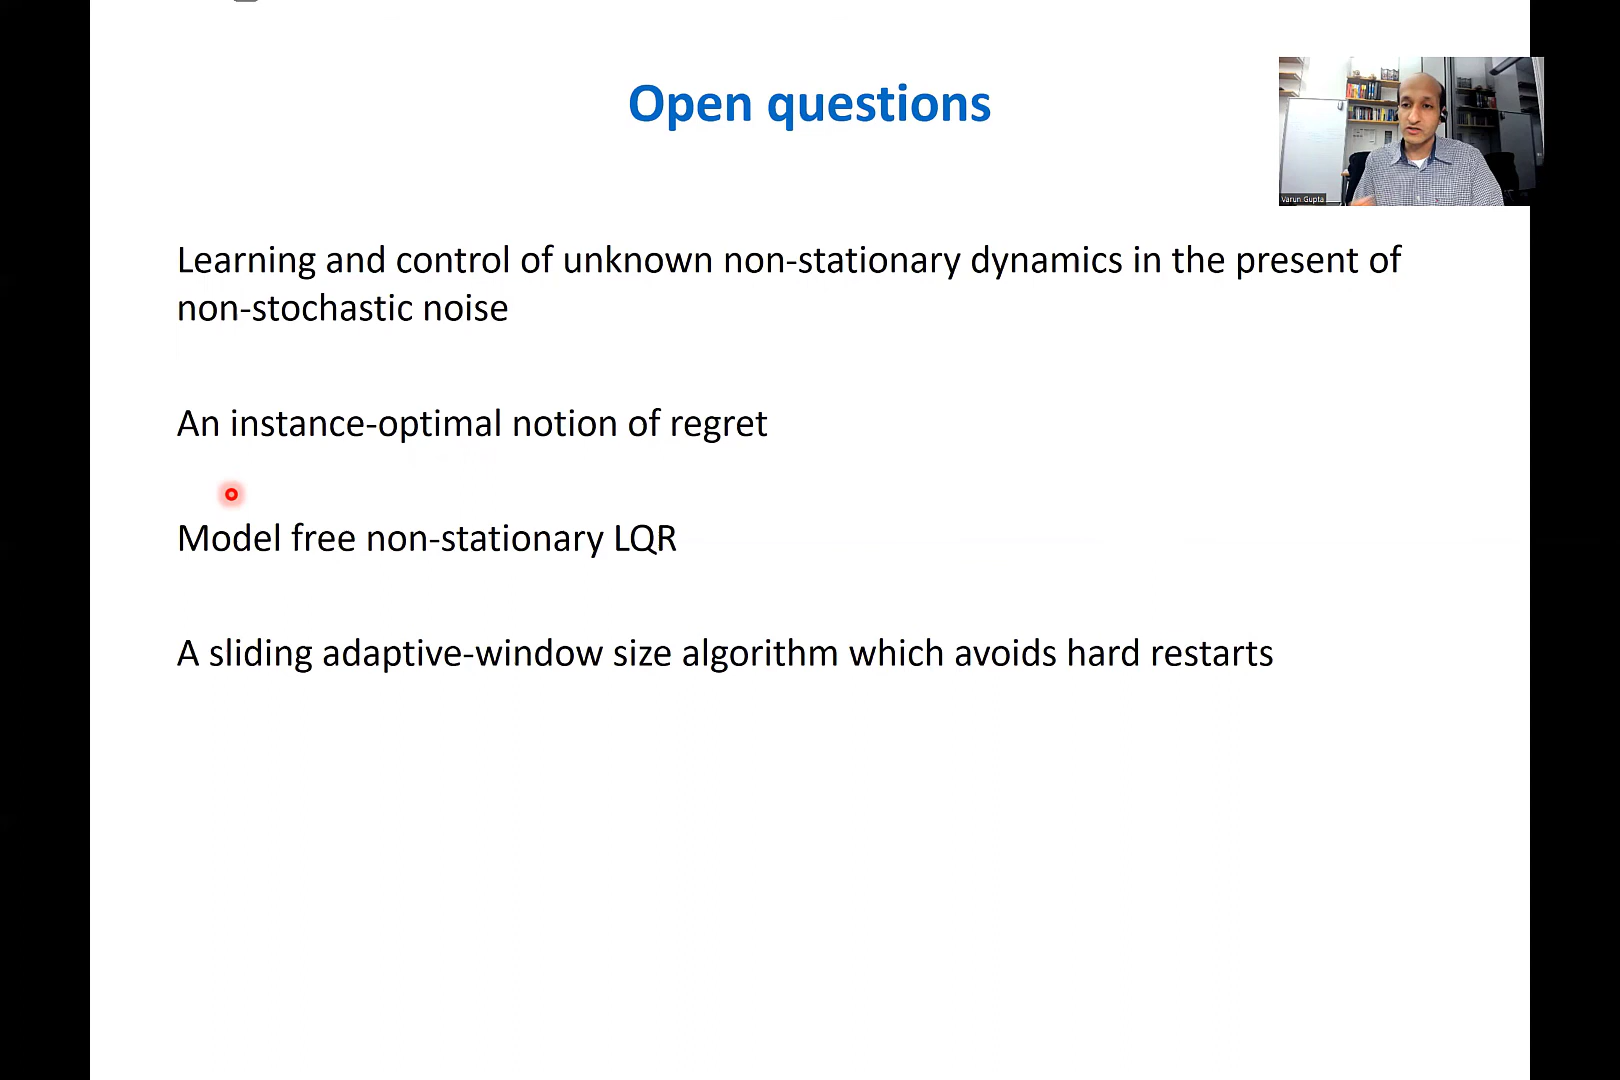 Open questions
Varun Gupta
Learning and control of unknown non-stationary dynamics in the present of
non-stochastic noise
An instance-optimal notion of regret
Model free non-stationary LQR
A sliding adaptive-window size algorithm which avoids hard restarts